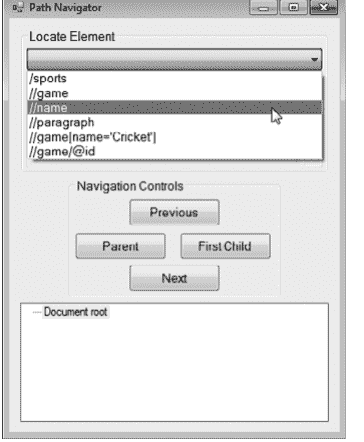 Path Navigator
Locate Element
/sports
//game
//name
//paragraph
//game[name='Cricket']
//game/@id
Navigation Controls
Previous
Parent
First Child
Next
Document root